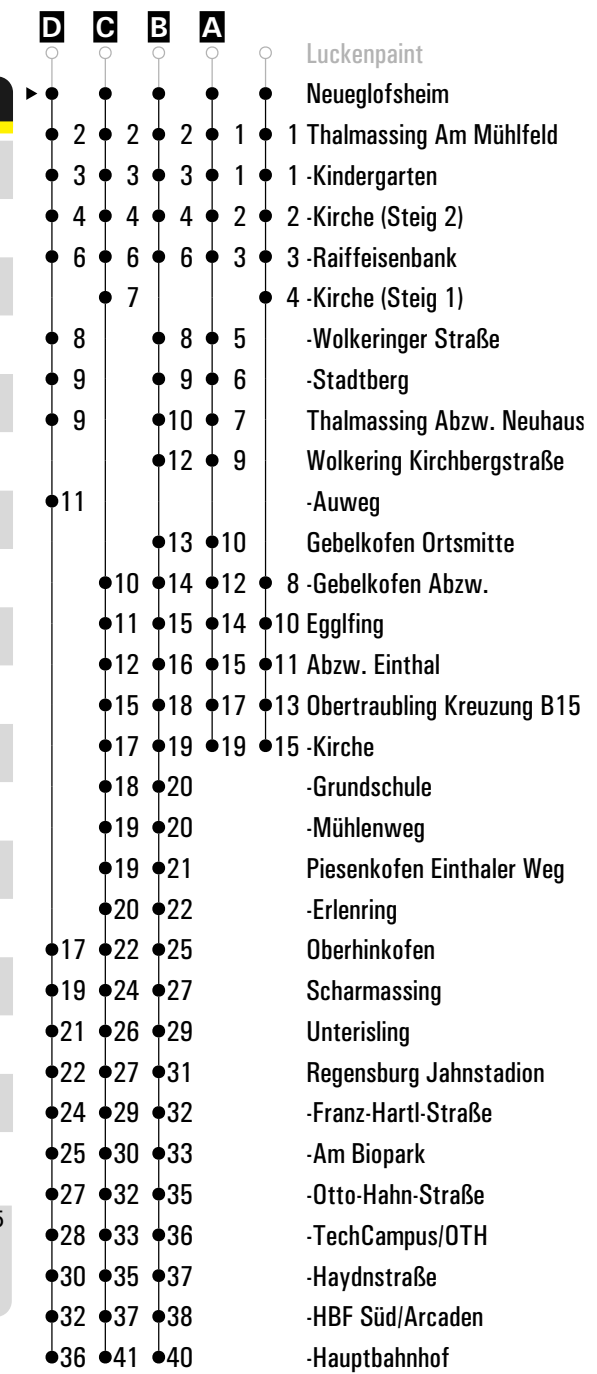 D C B A
Luckenpaint
Neueglofsheim
2 2 2 1 1 Thalmassing Am Mühlfeld
3 3 3 1 1 -Kindergarten
4 4 4 2 2 -Kirche (Steig 2)
6 6 6 3 3 -Raiffeisenbank
7 4 -Kirche (Steig 1)
8 8 5 -Wolkeringer Straße
9 9 6 -Stadtberg
9 10 7 Thalmassing Abzw. Neuhaus
12 9 Wolkering Kirchbergstraße
11 -Auweg
13 10 Gebelkofen Ortsmitte
10 14 12 8 -Gebelkofen Abzw.
11 15 14 10 Egglfing
12 16 15 11 Abzw. Einthal
15 18 17 13 Obertraubling Kreuzung B15
17 19 19 15 -Kirche
18 20 -Grundschule
19 20 -Mühlenweg
19 21 Piesenkofen Einthaler Weg
20 22 -Erlenring
17 22 25 Oberhinkofen
19 24 27 Scharmassing
21 26 29 Unterisling
22 27 31 Regensburg Jahnstadion
24 29 32 -Franz-Hartl-Straße
25 30 33 -Am Biopark
27 32 35 -Otto-Hahn-Straße
28 33 36 -TechCampus/OTH
30 35 37 -Haydnstraße
32 37 38 -HBF Süd/Arcaden
36 41 40 -Hauptbahnhof